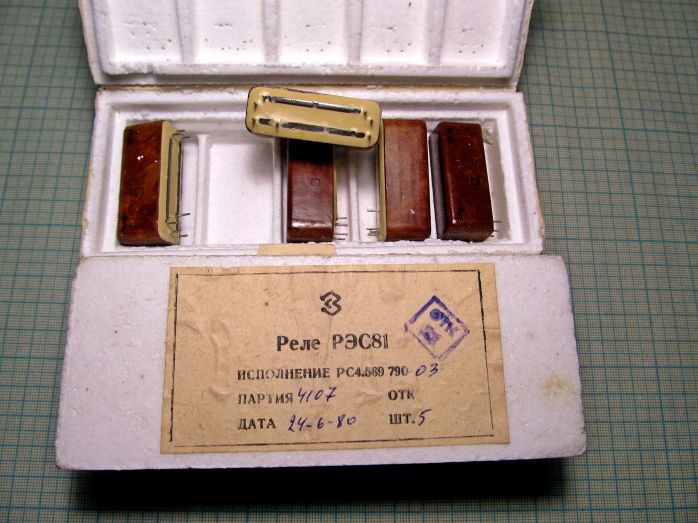 Реле РЭС81
ИСПОЛНЕНИЕ РС4.569 790-03
ПАРТИЯ 4107 ОТК
ДАТА 24-6-80 ШТ. 5